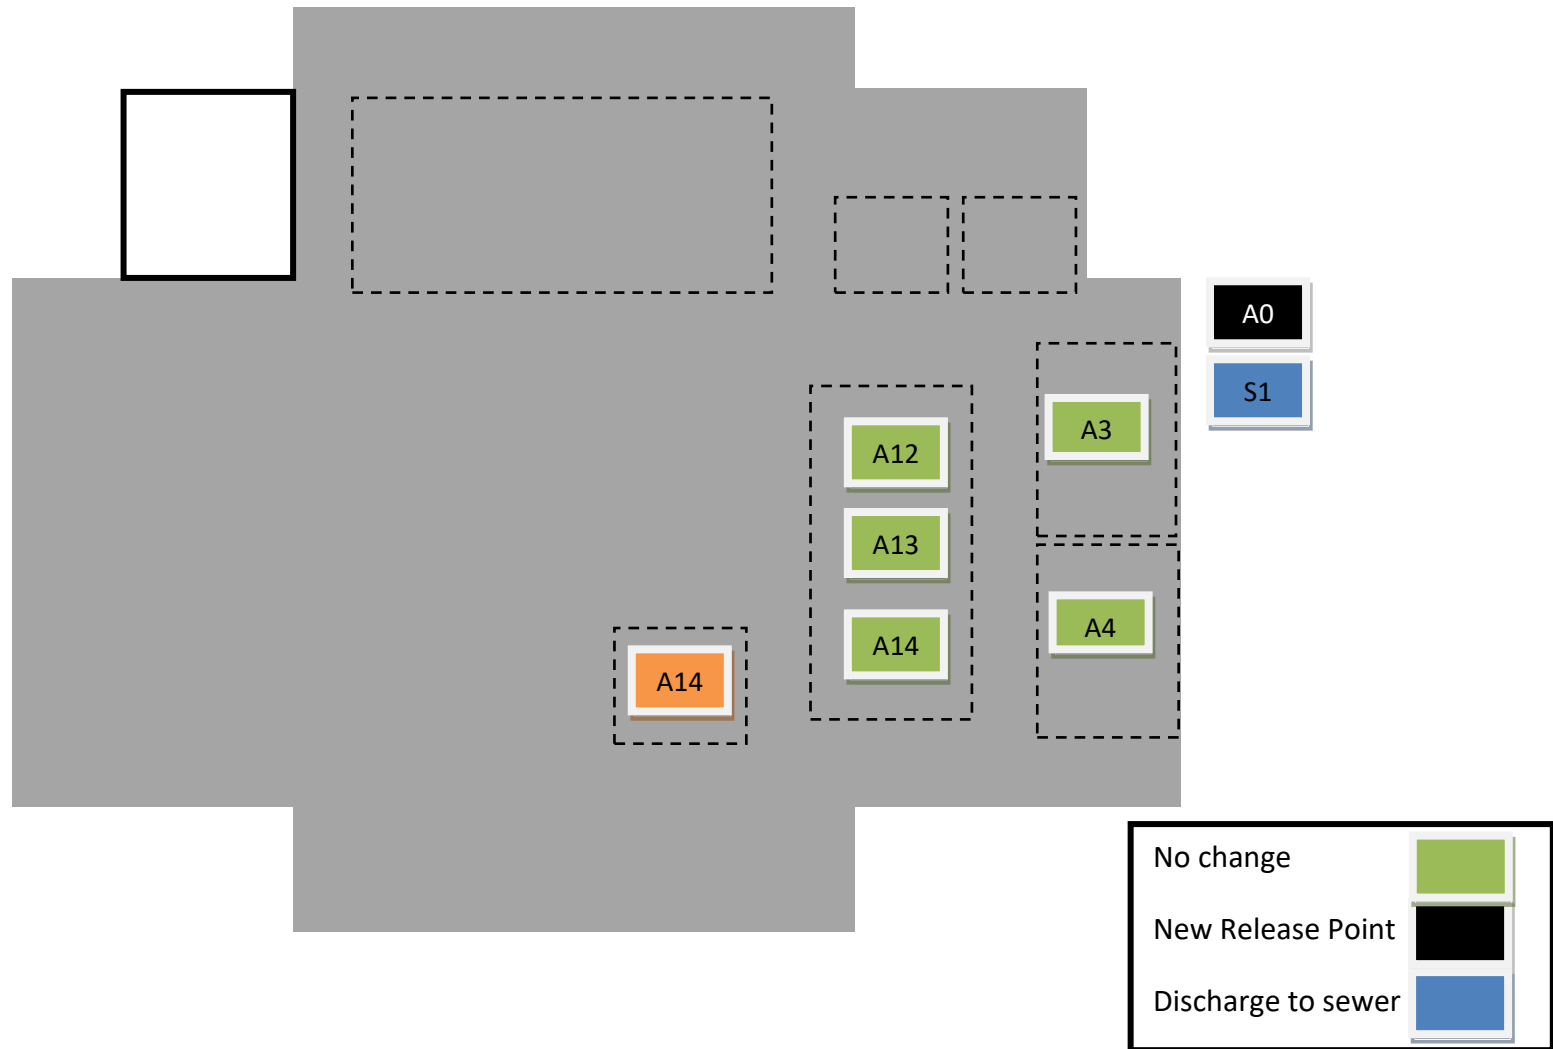 A0
S1
A3
A12
A13
A4
A14
A14
No change
New Release Point
Discharge to sewer